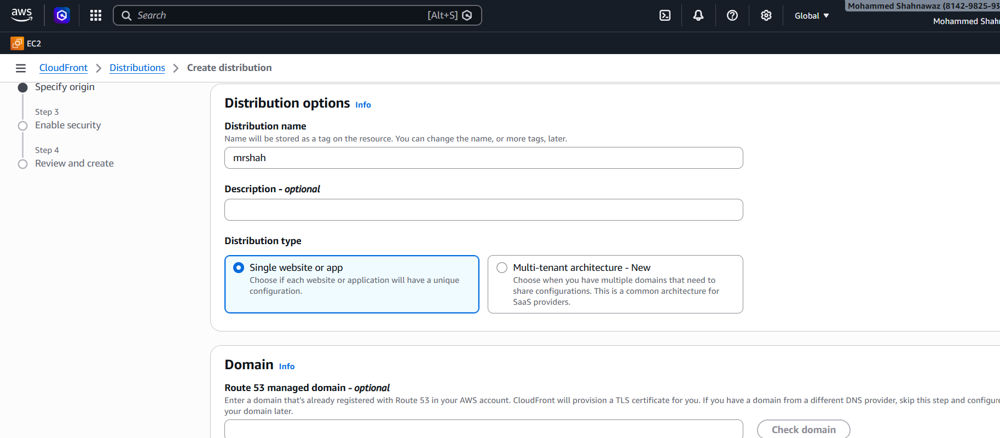 aws
Search [Alt+S]
Global
Mohammed Shahnawaz (8142-9825-93
Mohammed Shahn
EC2
CloudFront Distributions Create distribution
Specify origin
Step 3
Enable security
Step 4
Review and create
Distribution options Info
Distribution name
Name will be stored as a tag on the resource. You can change the name, or more tags, later.
mrshah
Description - optional
Distribution type
Single website or app
Choose if each website or application will have a unique
configuration.
Multi-tenant architecture - New
Choose when you have multiple domains that need to
share configurations. This is a common architecture for
SaaS providers.
Domain Info
Route 53 managed domain - optional
Enter a domain that's already registered with Route 53 in your AWS account. CloudFront will provision a TLS certificate for you. If you have a domain from a different DNS provider, skip this step and configure
your domain later.
Check domain